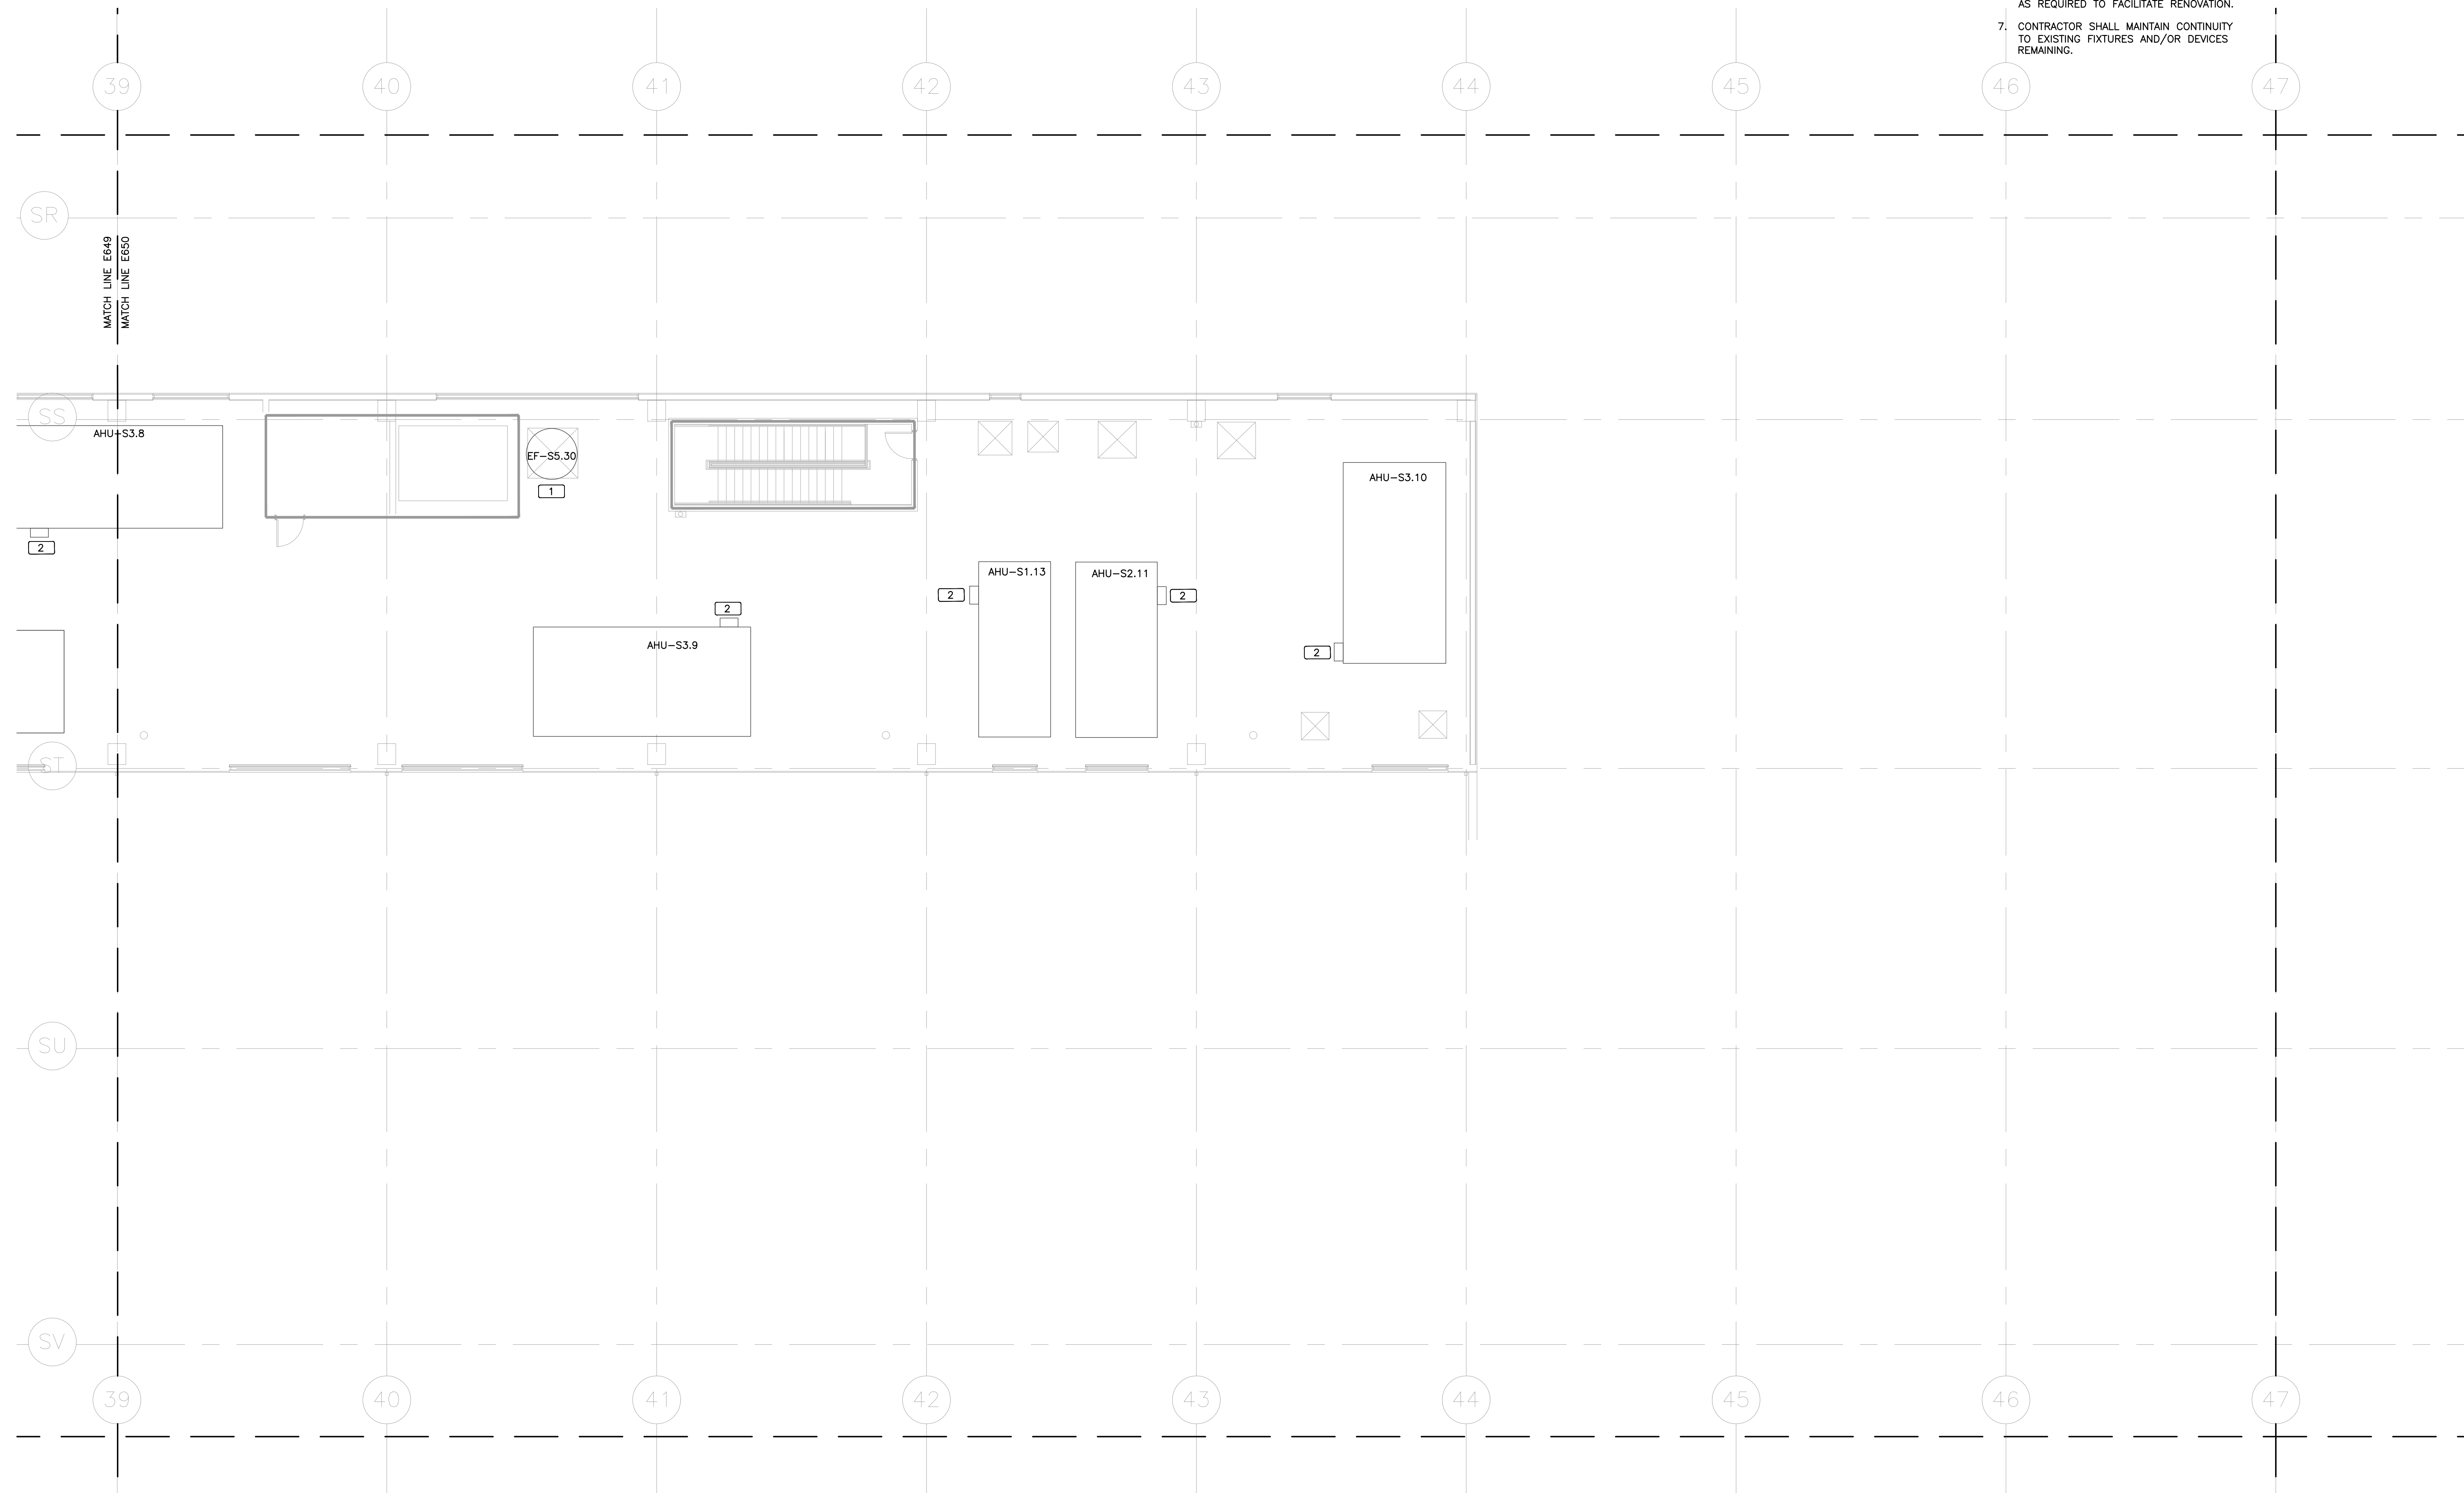 AS REQUIRED TO FACILITATE RENOVATION.
7. CONTRACTOR SHALL MAINTAIN CONTINUITY
TO EXISTING FIXTURES AND/OR DEVICES
REMAINING.
39 40 41 42 43 44 45 46 47
SR
MATCH LINE E649
MATCH LINE E650
SS
AHU-S3.8
EF-S5.30
1
AHU-S3.10
2
AHU-S1.13
AHU-S2.11
2
2
2
AHU-S3.9
2
ST
SU
SV
39 40 41 42 43 44 45 46 47